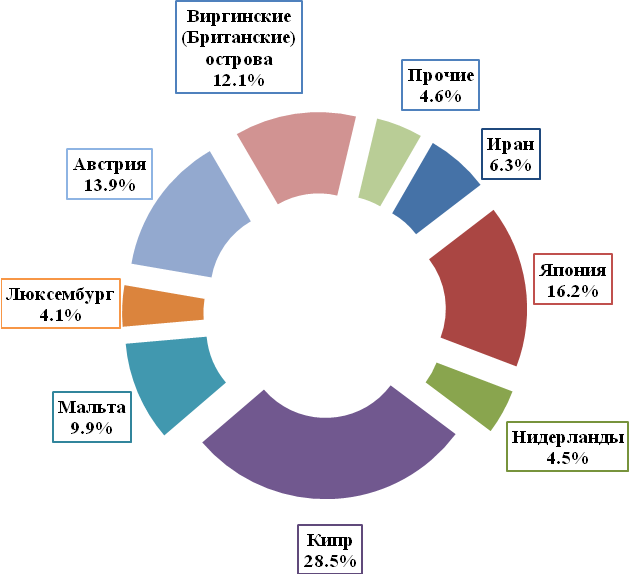 Виргинские
(Британские)
острова
12.1%
Прочие
4.6%
Иран
6.3%
Австрия
13.9%
Япония
16.2%
Люксембург
4.1%
Мальта
9.9%
Нидерланды
4.5%
Кипр
28.5%